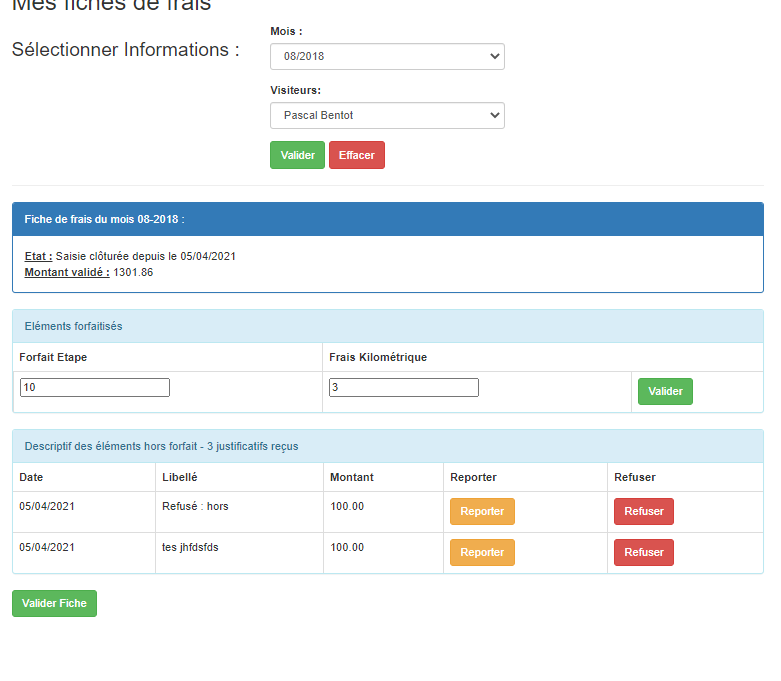 Mes fiches de frais
Sélectionner Informations :
Mois :
08/2018
Visiteurs:
Pascal Bentot
Valider Effacer
Fiche de frais du mois 08-2018 :
Etat : Saisie clôturée depuis le 05/04/2021
Montant validé : 1301.86
Eléments forfaitisés
Forfait Etape Frais Kilométrique
10 3 Valider
Descriptif des éléments hors forfait - 3 justificatifs reçus
Date Libellé Montant Reporter Refuser
05/04/2021 Refusé : hors 100.00 Reporter Refuser
05/04/2021 tes jhfdsfds 100.00 Reporter Refuser
Valider Fiche